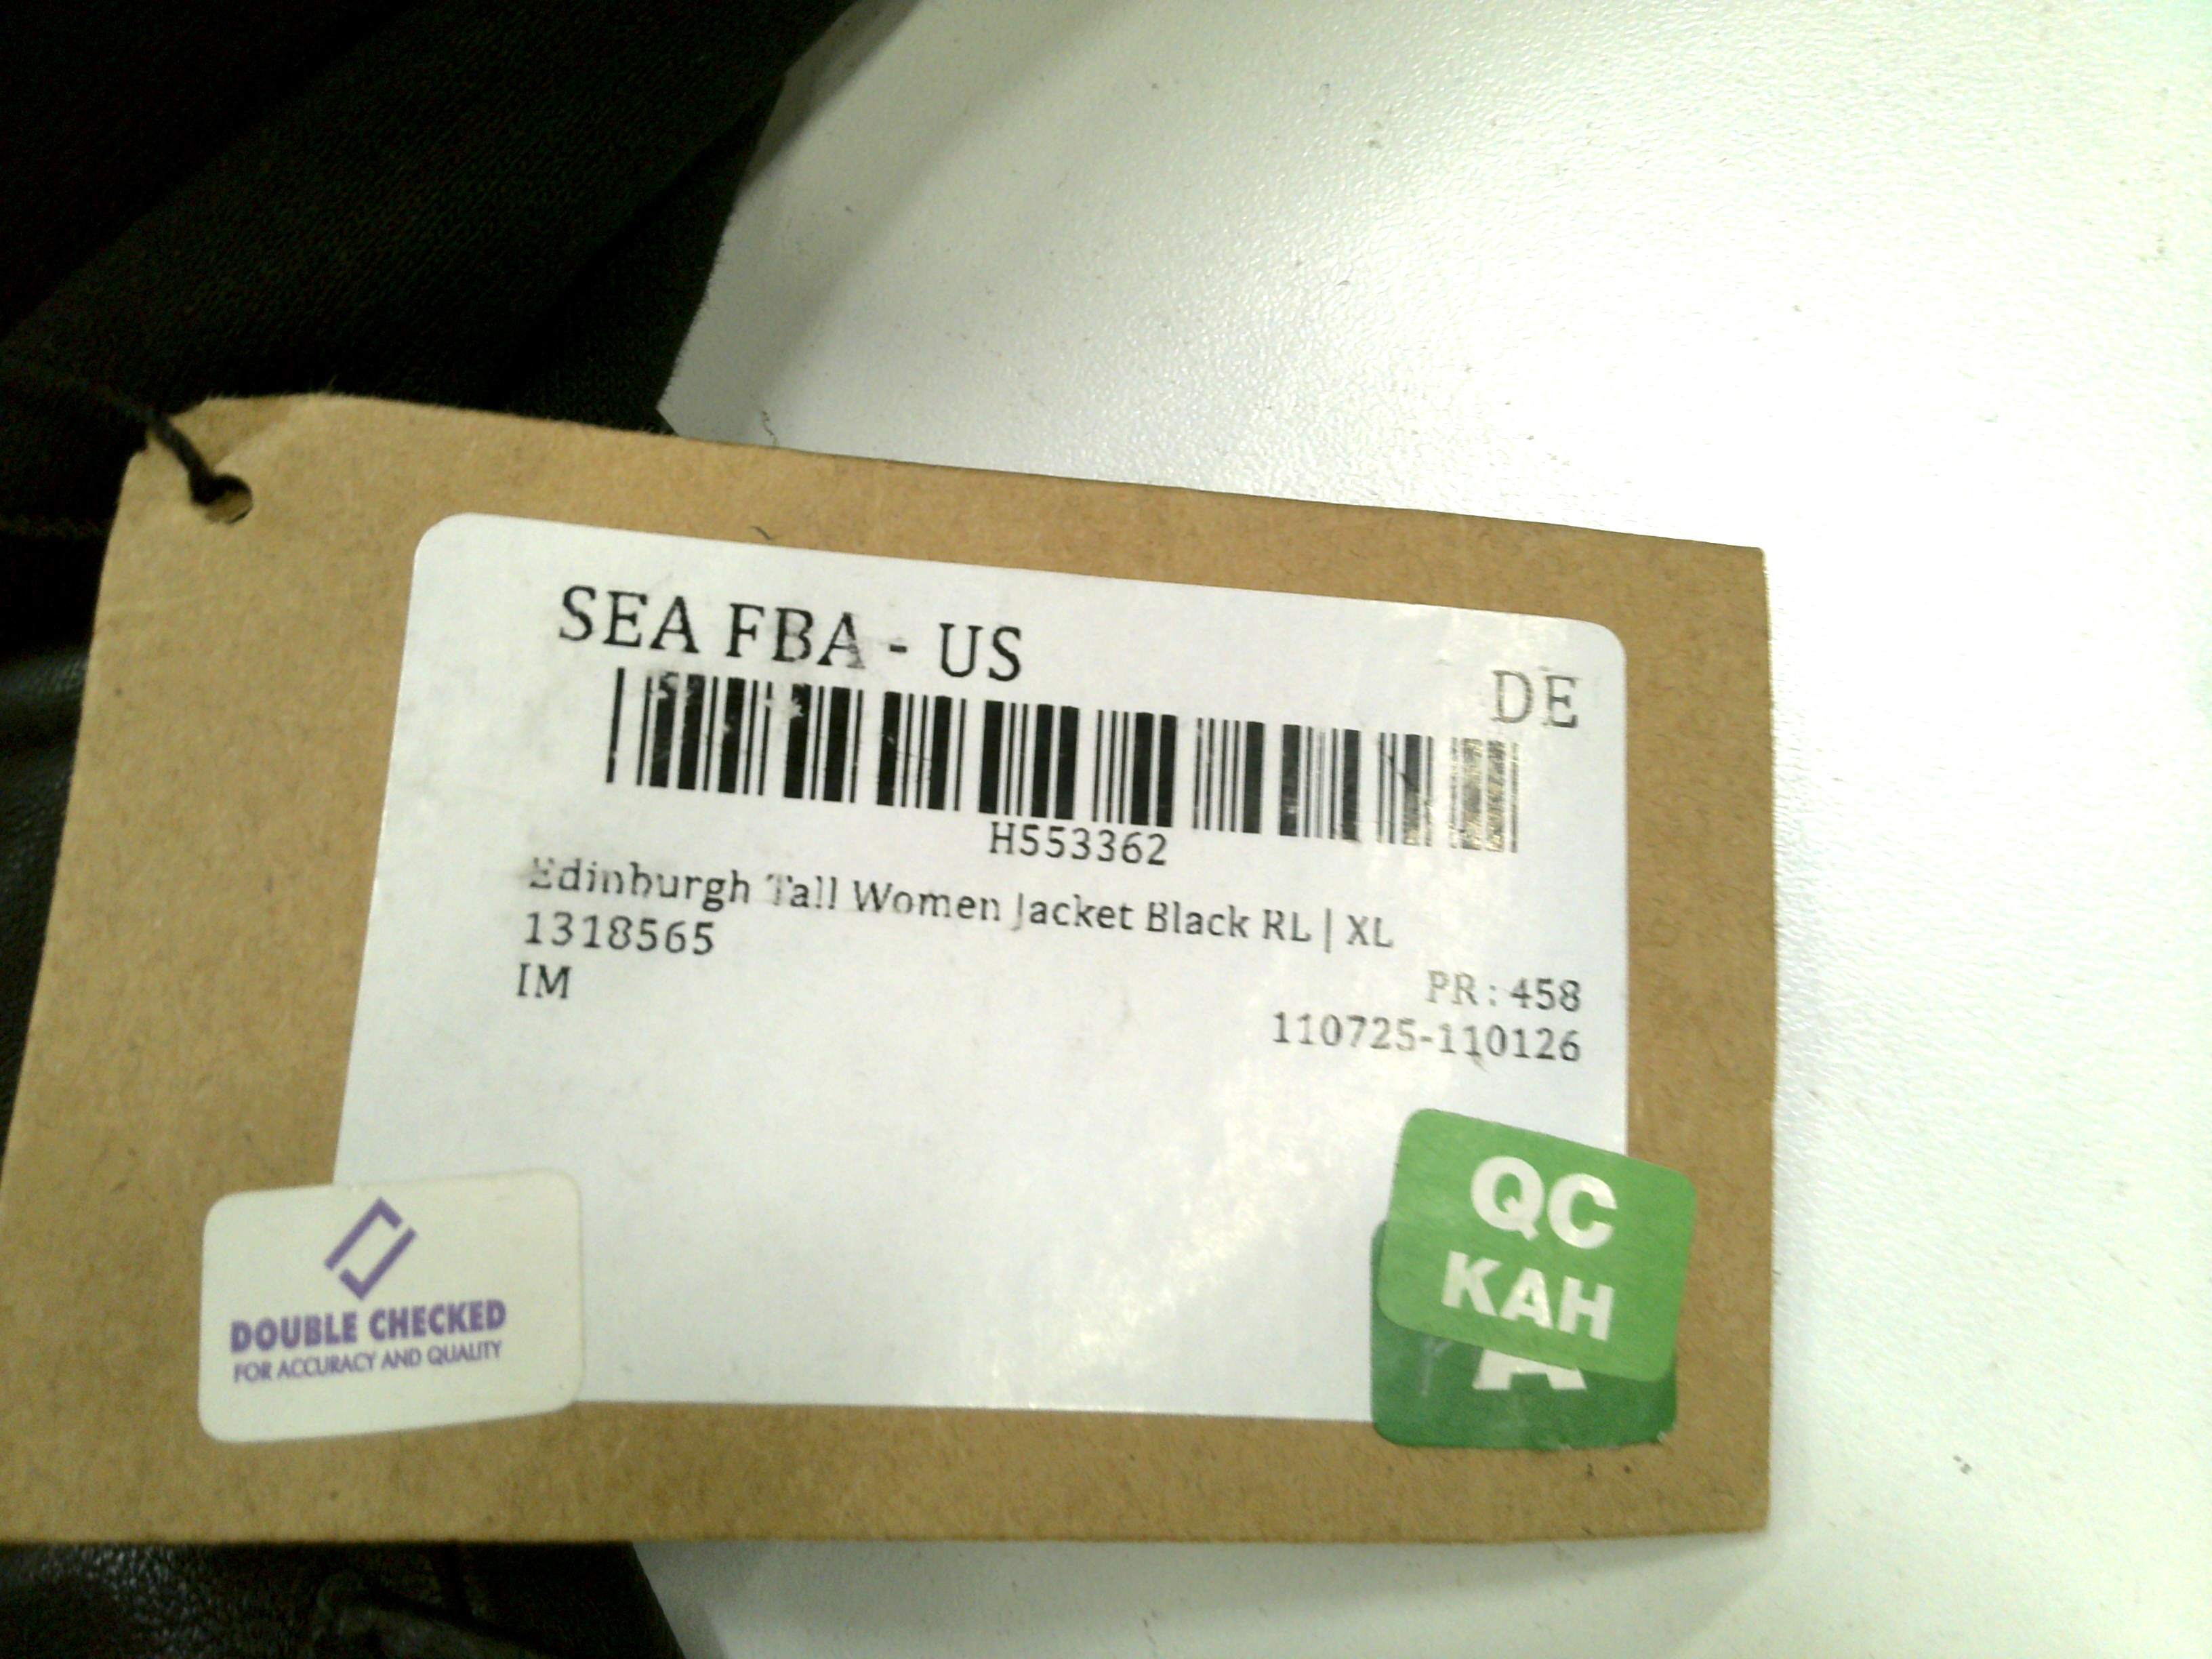 SEA FBA - US
DE
H553362
Edinburgh Tall Women Jacket Black RL | XL
1318565
IM
PR : 458
110725-110126
QC
KAH
A
DOUBLE CHECKED
FOR ACCURACY AND QUALITY